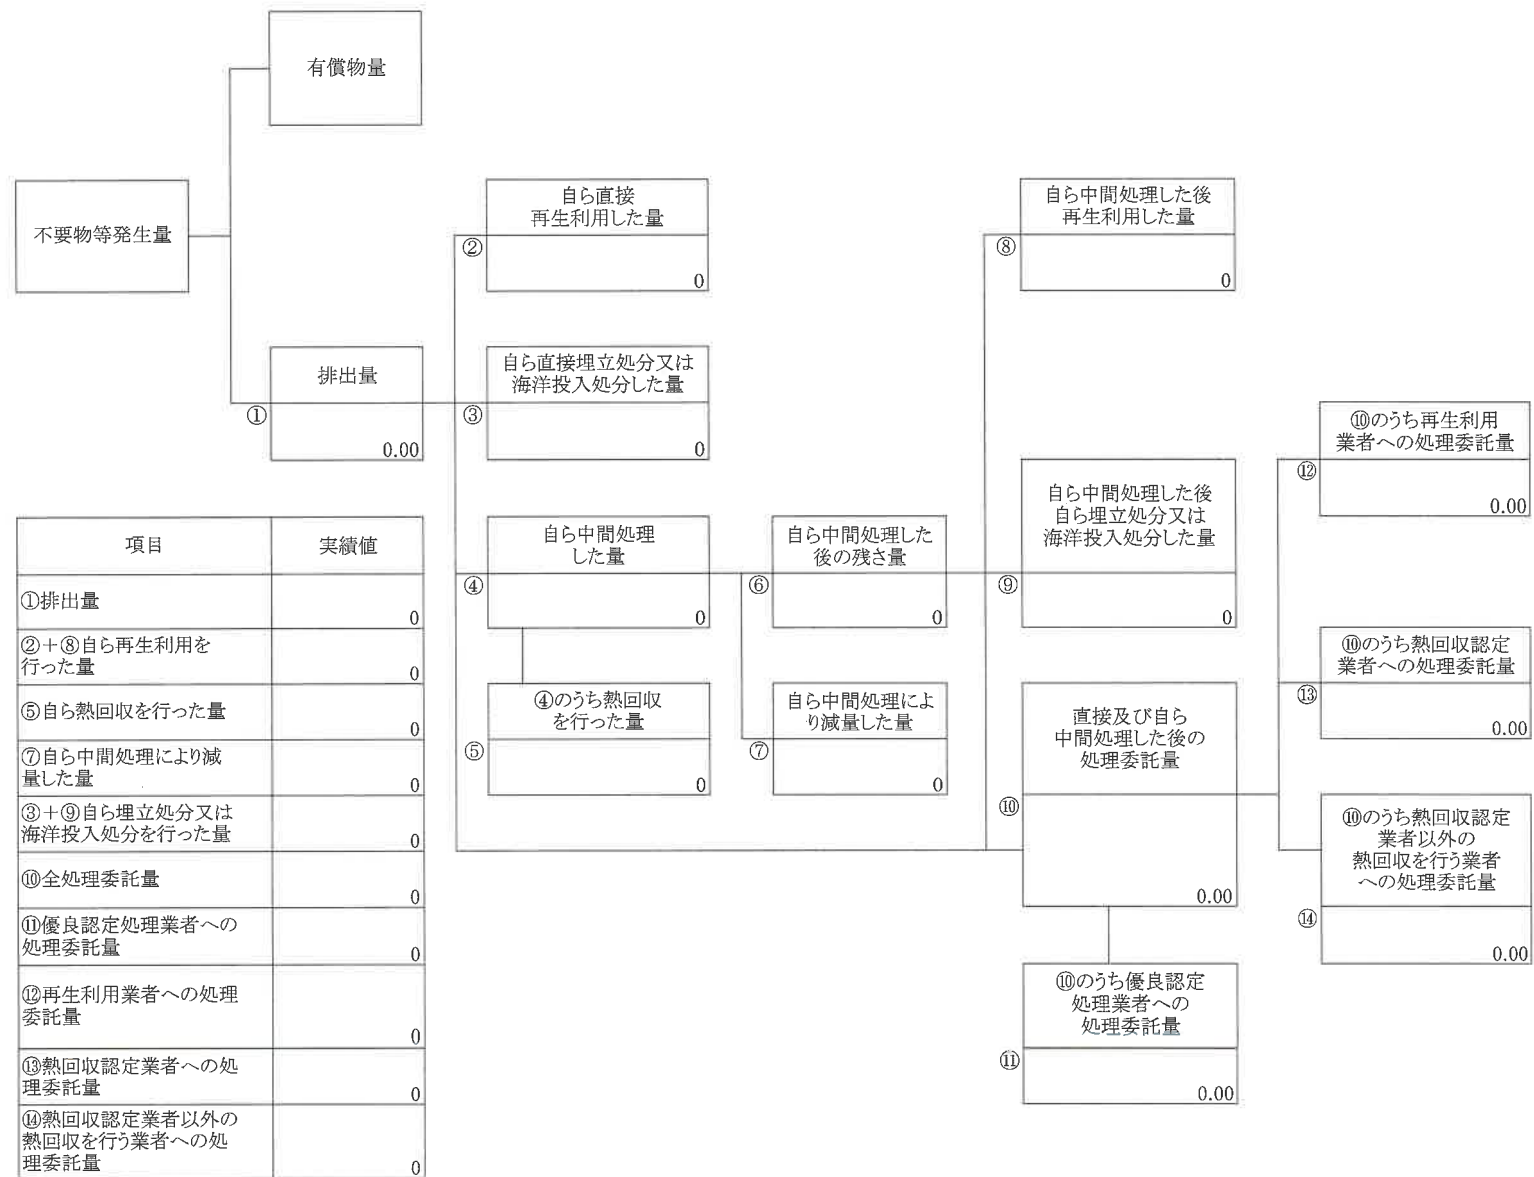 有償物量
不要物等発生量
自ら直接
再生利用した量
②
0
自ら中間処理した後
再生利用した量
⑧
0
排出量
①
0.00
自ら直接埋立処分又は
海洋投入処分した量
③
0
⑩のうち再生利用
業者への処理委託量
⑫
0.00
自ら中間処理
した量
④
0
自ら中間処理した
後の残さ量
⑥
0
自ら中間処理した後
自ら埋立処分又は
海洋投入処分した量
⑨
0
⑩のうち熱回収認定
業者への処理委託量
⑬
0.00
④のうち熱回収
を行った量
⑤
0
自ら中間処理によ
り減量した量
⑦
0
直接及び自ら
中間処理した後の
処理委託量
⑩
0.00
⑩のうち熱回収認定
業者以外の
熱回収を行う業者
への処理委託量
⑭
0.00
⑩のうち優良認定
処理業者への
処理委託量
⑪
0.00
項目 実績値
①排出量
0
②+⑧自ら再生利用を
行った量
0
⑤自ら熱回収を行った量
0
⑦自ら中間処理により減
量した量
0
③+⑨自ら埋立処分又は
海洋投入処分を行った量
0
⑩全処理委託量
0
⑪優良認定処理業者への
処理委託量
0
⑫再生利用業者への処理
委託量
0
⑬熱回収認定業者への処
理委託量
0
⑭熱回収認定業者以外の
熱回収を行う業者への処
理委託量
0